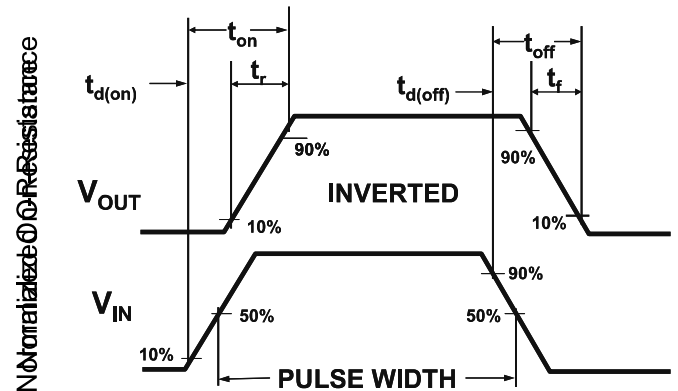 ton
toff
tr
tf
td(on)
td(off)
90%
90%
VOUT
INVERTED
10%
10%
90%
VIN
50%
50%
10%
PULSE WIDTH